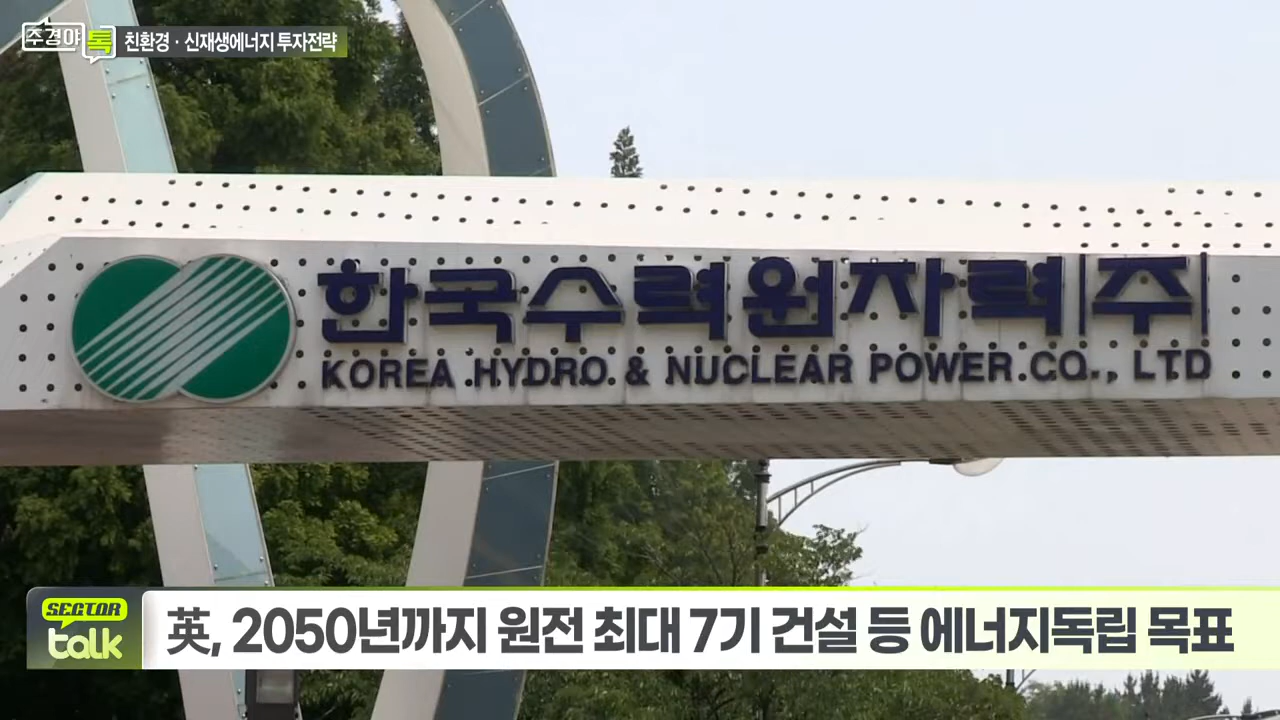 주경야
톡
친환경·신재생에너지 투자전략
한국수력원자력(주)
KOREA HYDRO & NUCLEAR POWER CO., LTD
SECTOR
talk
英, 2050년까지 원전 최대 7기 건설 등 에너지독립 목표